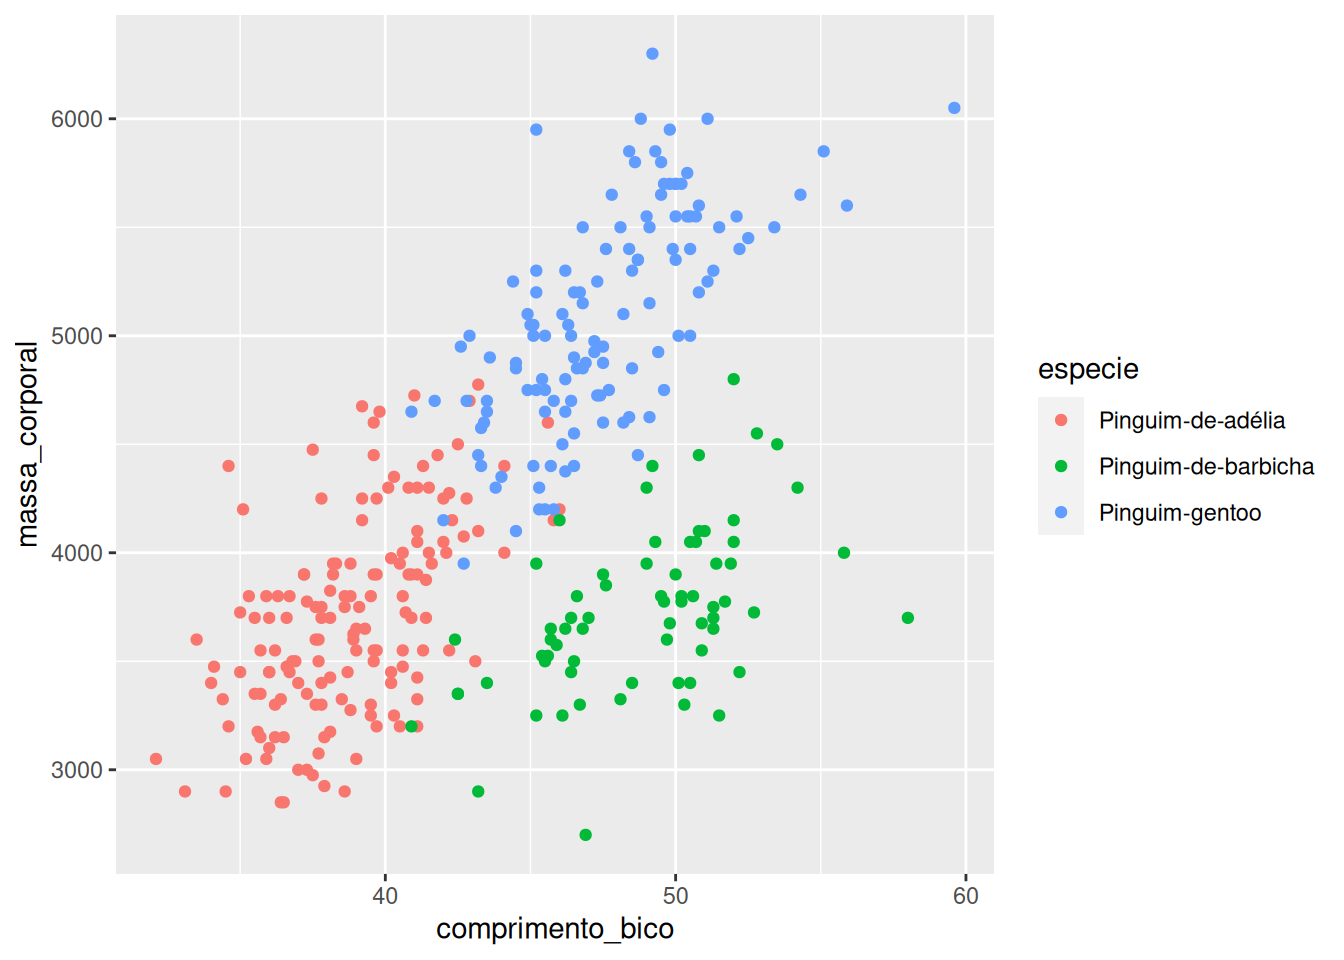 massa_corporal
6000
5000
4000
3000
40
50
60
comprimento_bico
especie
Pinguim-de-adélia
Pinguim-de-barbicha
Pinguim-gentoo